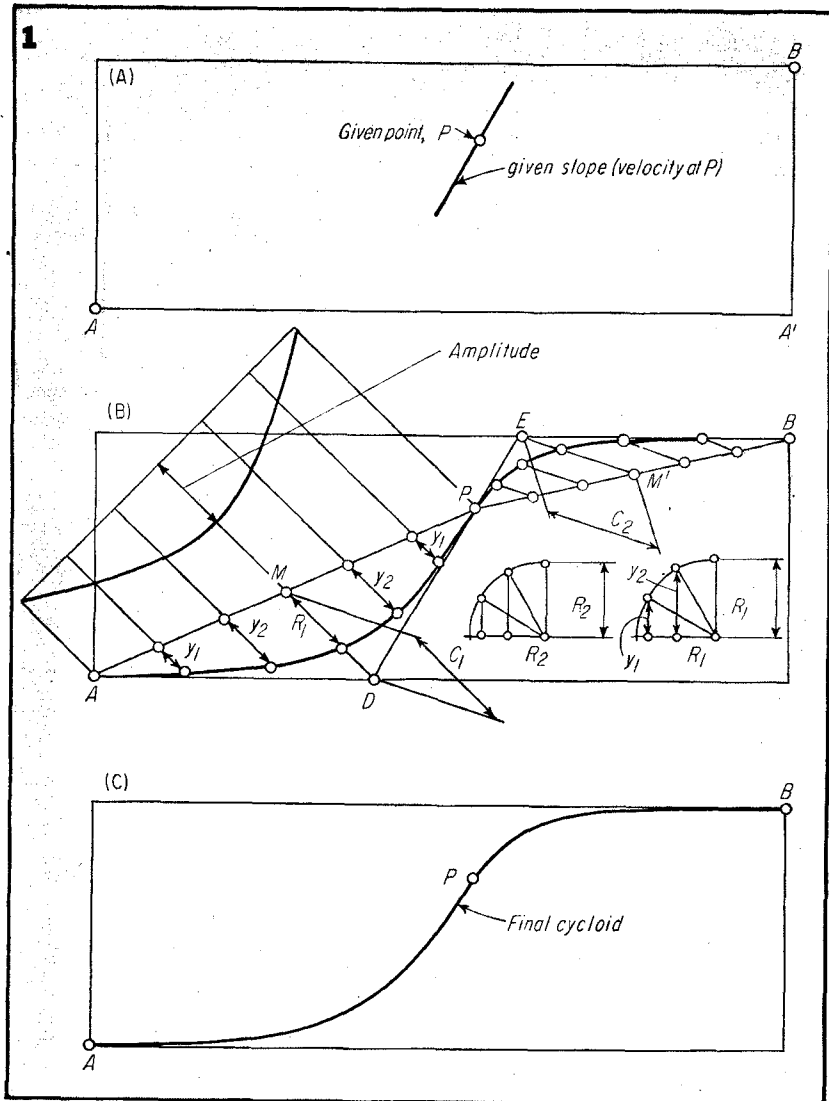 1
(A)
B
Given point, P
given slope (velocity at P)
A
A'
Amplitude
(B)
E
B
P
M'
y1
C2
M
y2
R1
y2
y1
R2
R1
C1
R2
y1
R1
A
D
(C)
B
P
Final cycloid
A